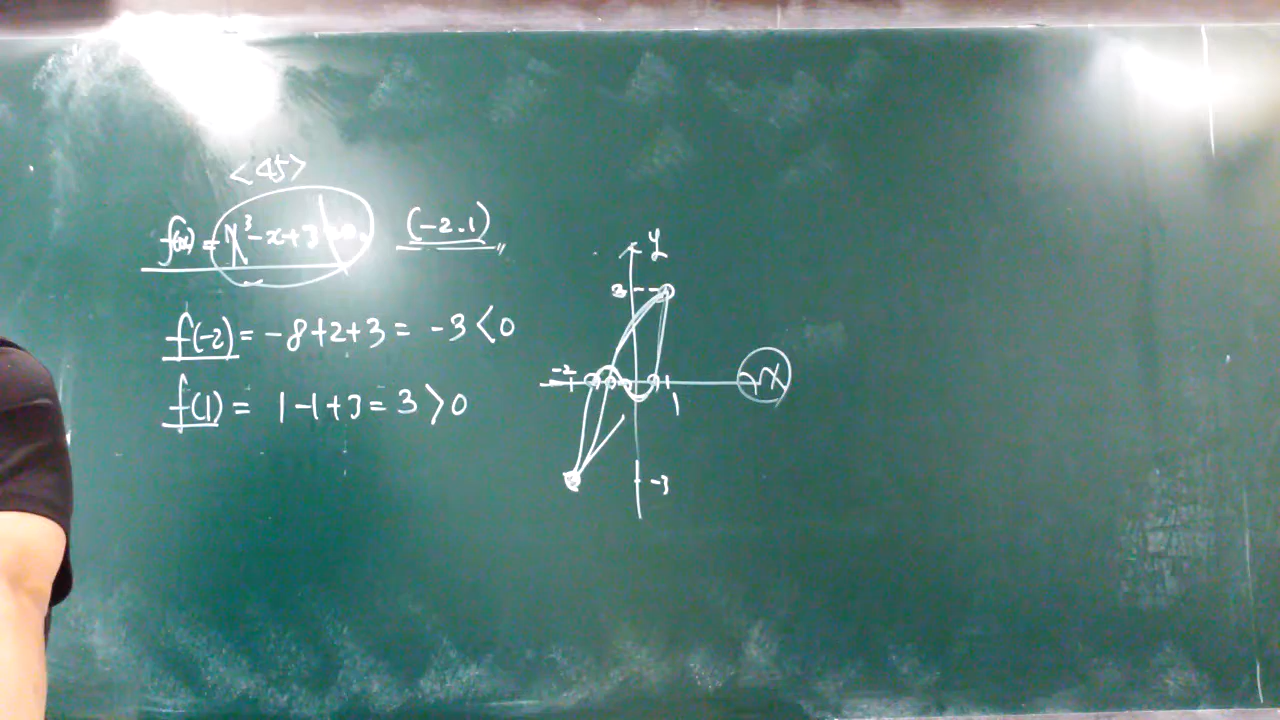 <45>
f(x) = x³-x+3=0, (-2.1)
f(-2) = -8+2+3 = -3<0
f(1) = 1-1+3=3>0
y
3
-2
1
1
x
-3